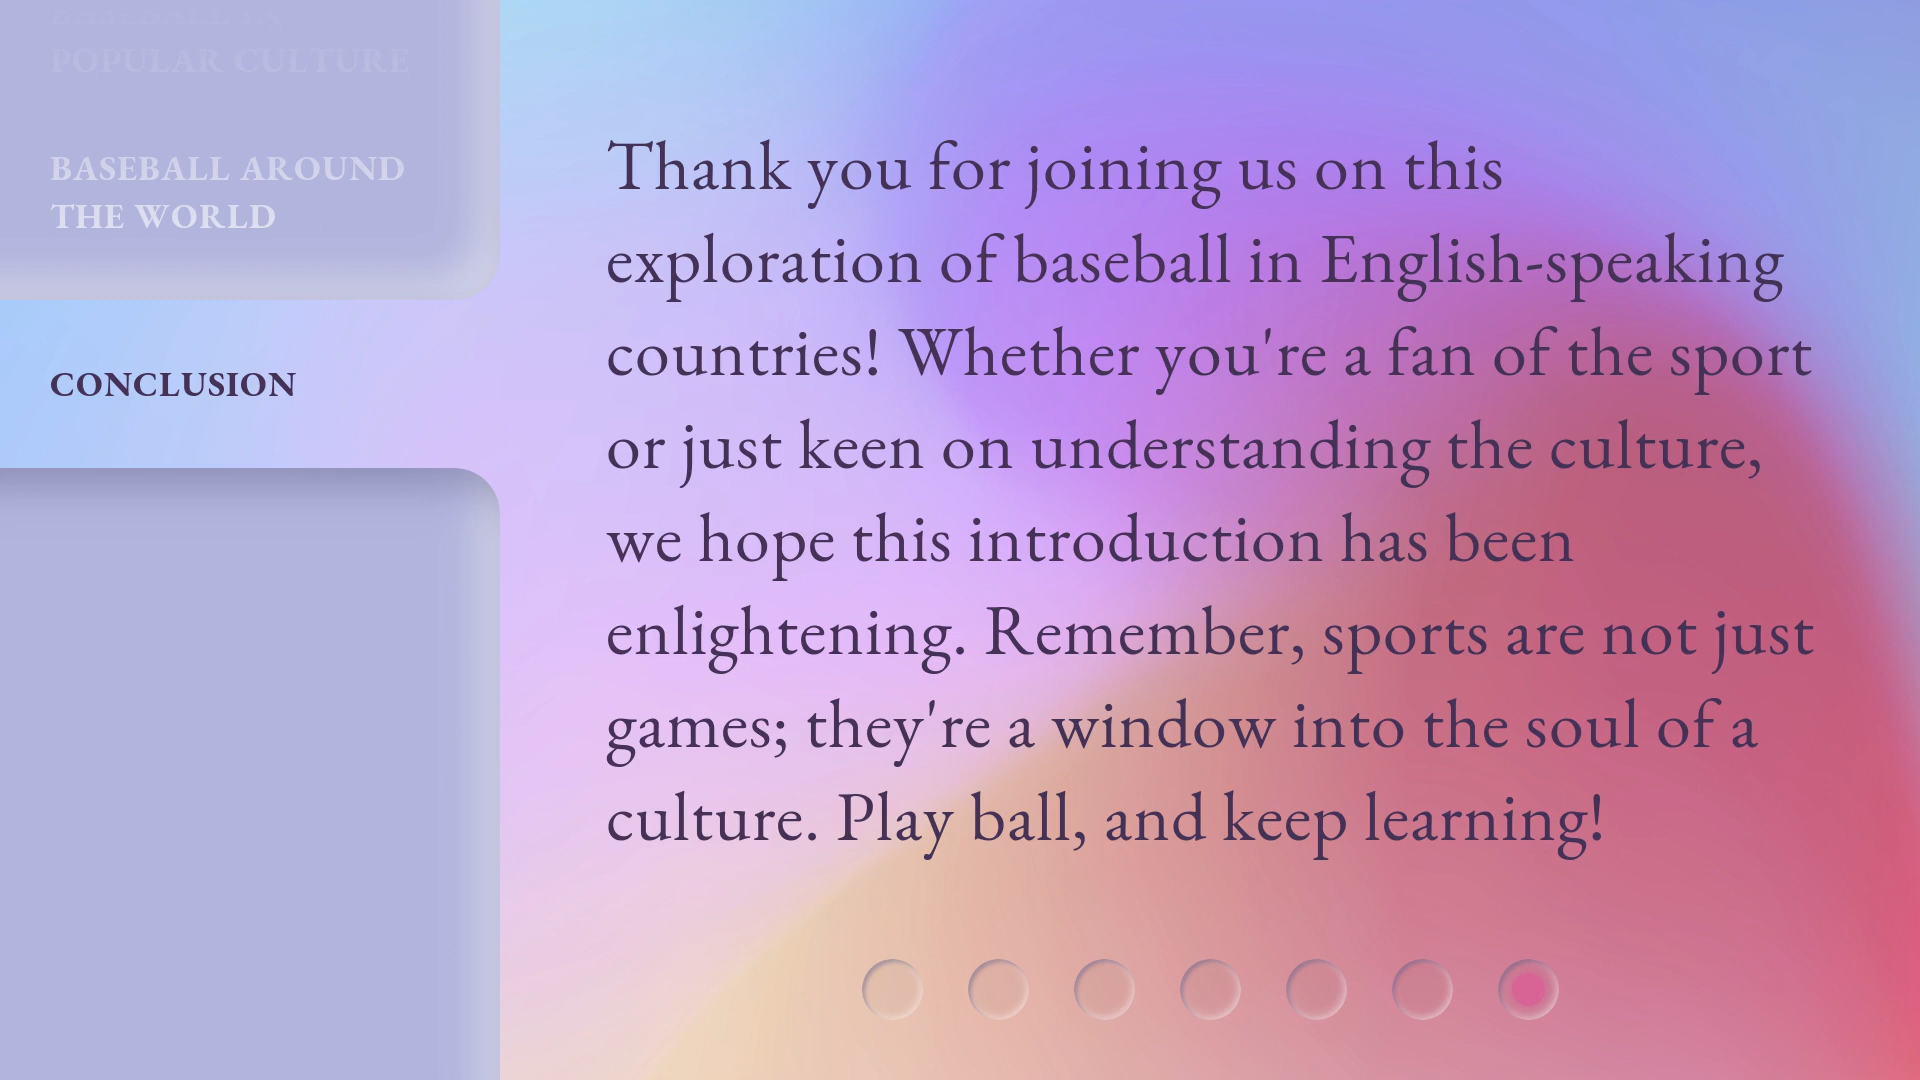 BASEBALL IN
POPULAR CULTURE
BASEBALL AROUND
THE WORLD
CONCLUSION
Thank you for joining us on this
exploration of baseball in English-speaking
countries! Whether you're a fan of the sport
or just keen on understanding the culture,
we hope this introduction has been
enlightening. Remember, sports are not just
games; they're a window into the soul of a
culture. Play ball, and keep learning!